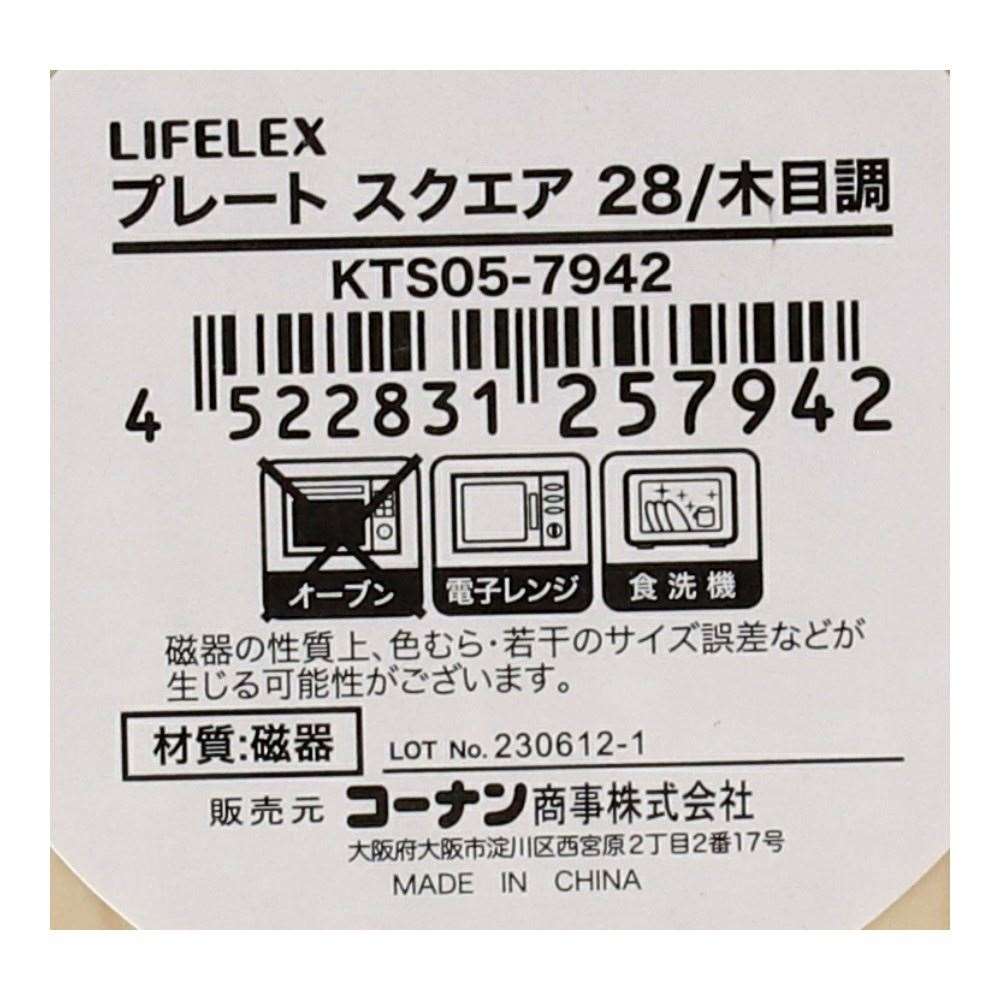 LIFELEX
プレート スクエア 28/木目調
KTS05-7942
4 522831 257942
オーブン 電子レンジ 食洗機
磁器の性質上、色むら・若干のサイズ誤差などが
生じる可能性がございます。
材質:磁器 LOT No. 230612-1
販売元 コーナン商事株式会社
大阪府大阪市淀川区西宮原2丁目2番17号
MADE IN CHINA